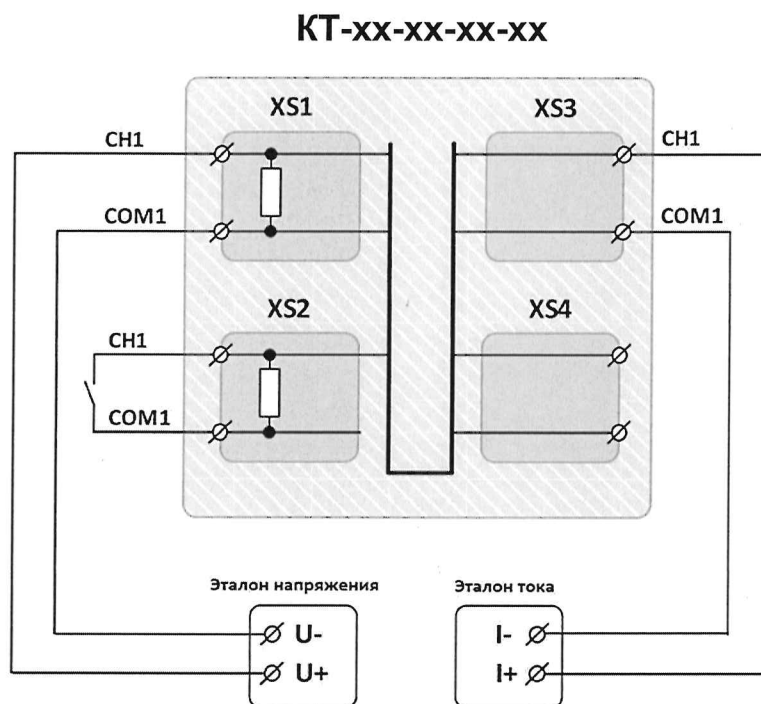 КТ-хх-хх-хх-хх
XS1
XS3
CH1
CH1
COM1
COM1
XS2
XS4
CH1
COM1
Эталон напряжения
Эталон тока
U-
I-
U+
I+